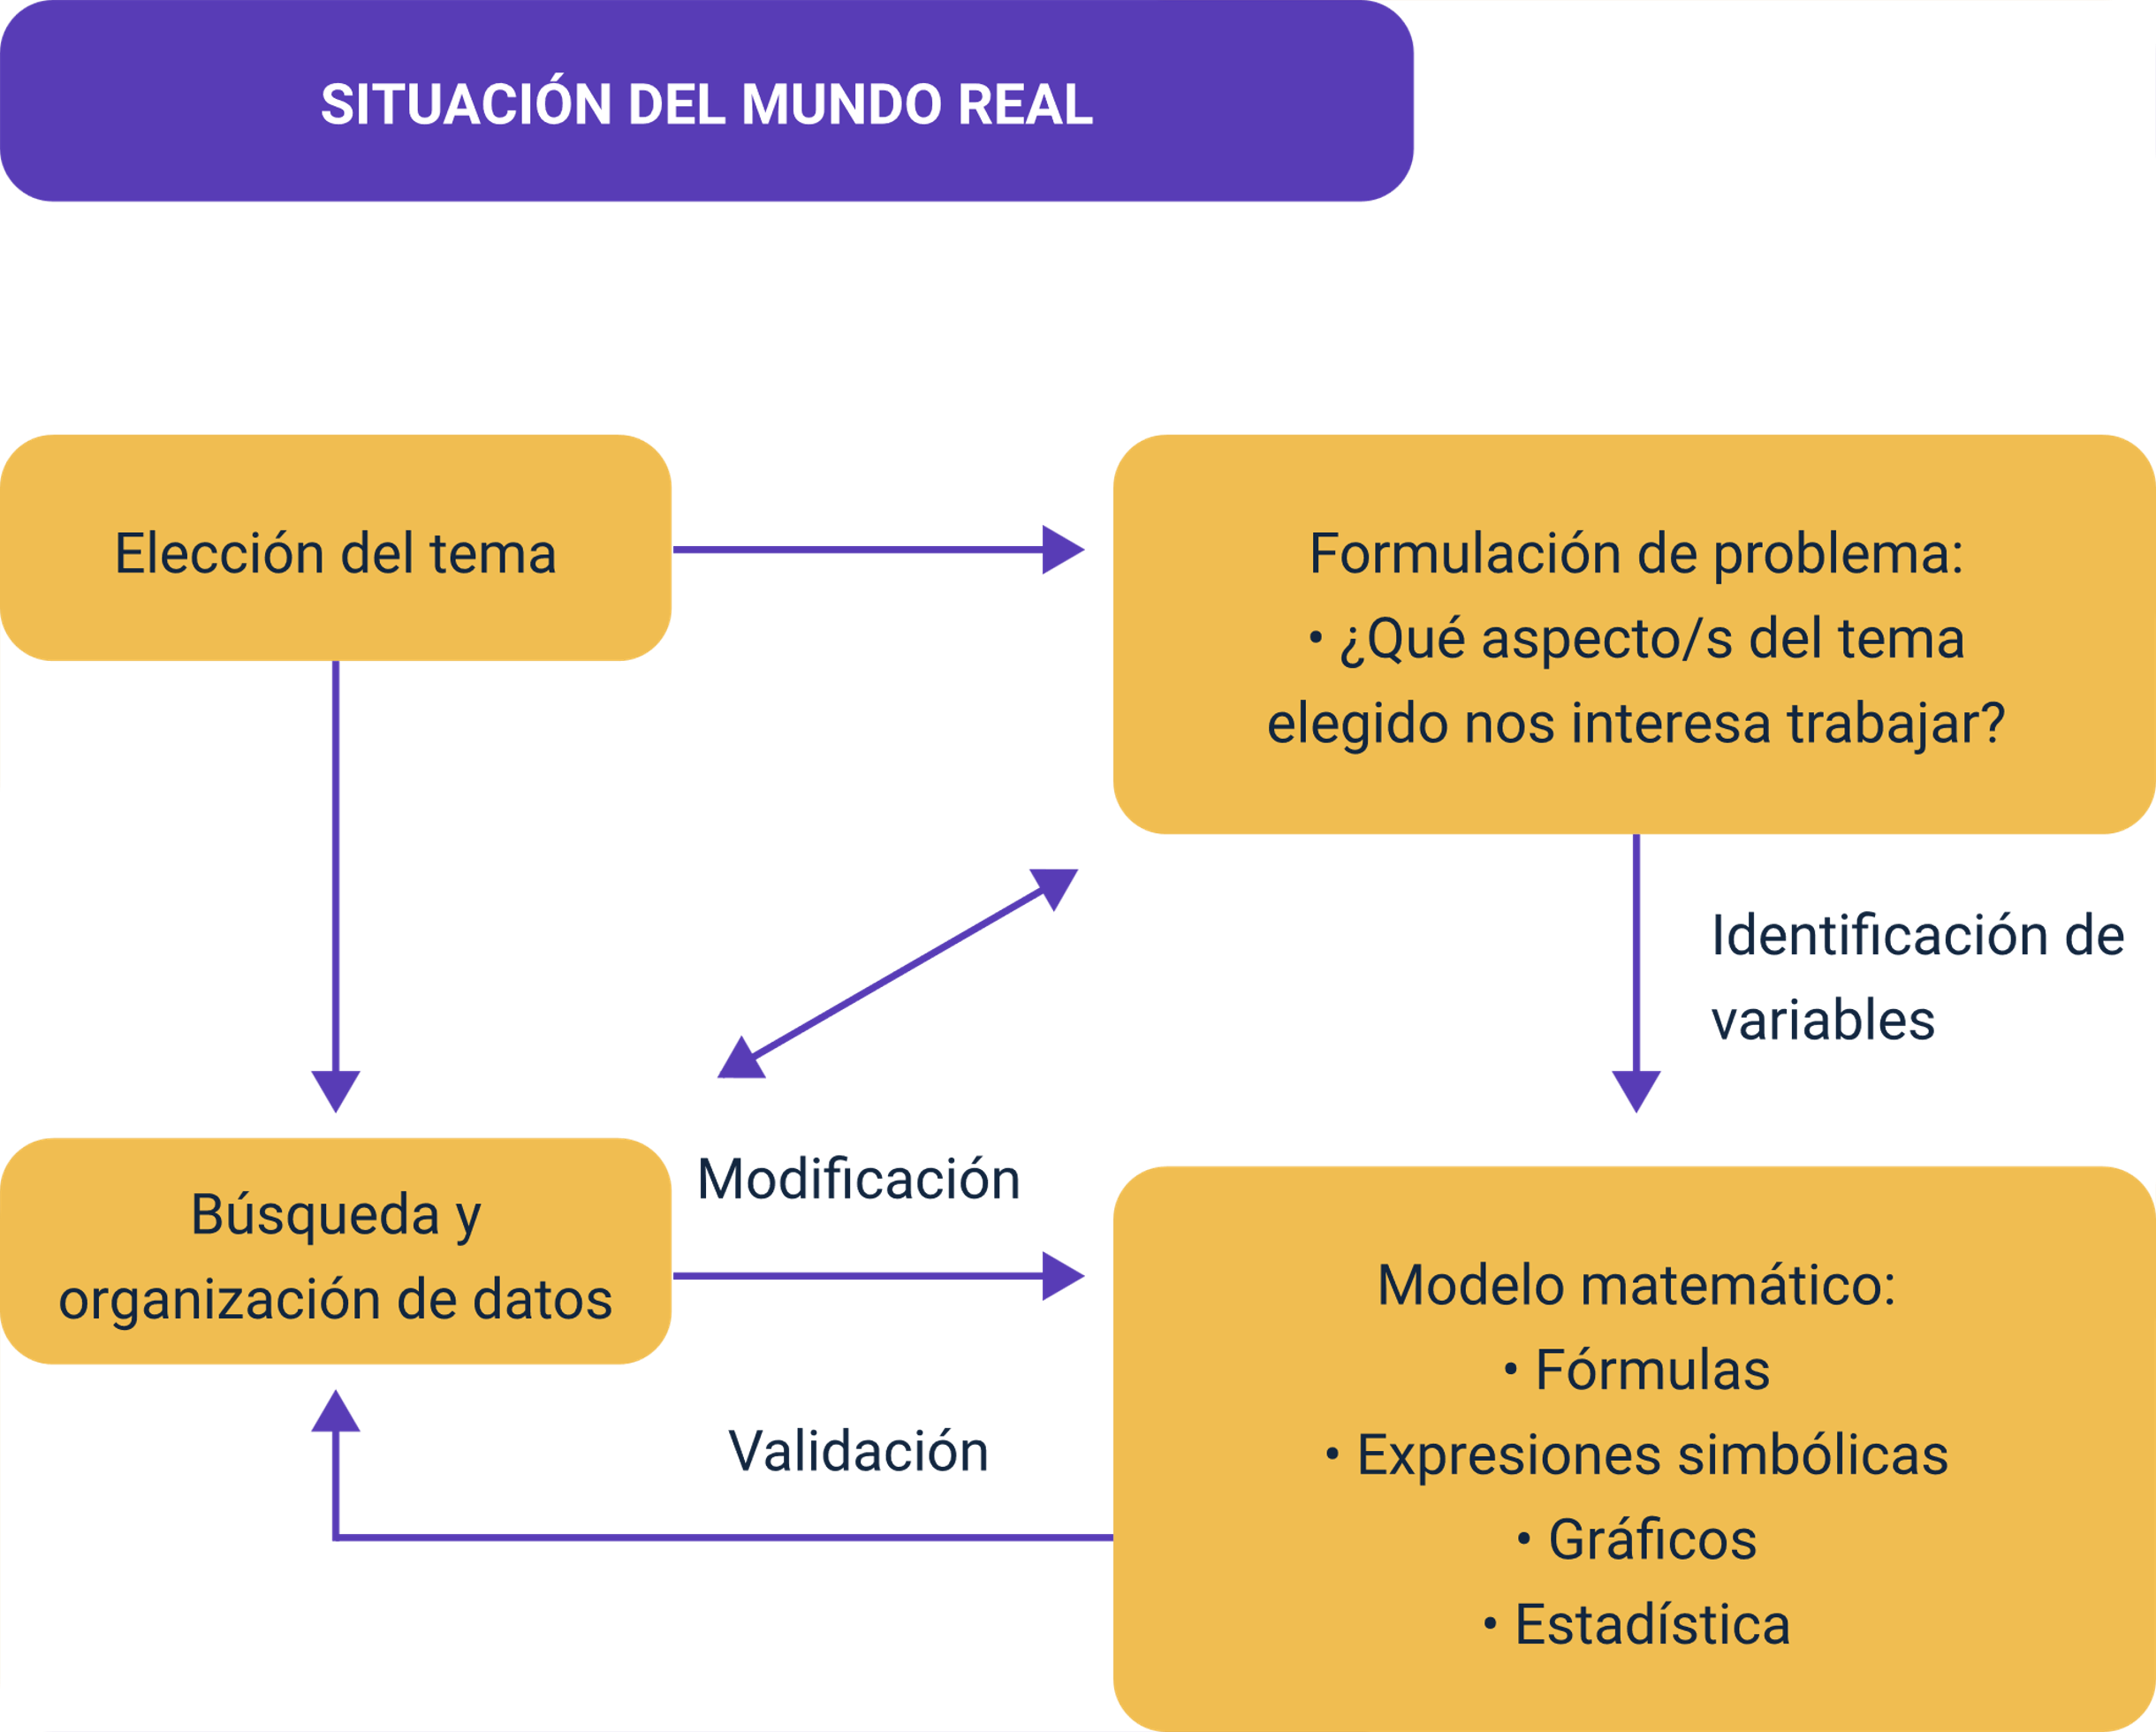 SITUACIÓN DEL MUNDO REAL
Elección del tema
Formulación de problema:
• ¿Qué aspecto/s del tema
elegido nos interesa trabajar?
Identificación de
variables
Búsqueda y
organización de datos
Modificación
Validación
Modelo matemático:
• Fórmulas
• Expresiones simbólicas
• Gráficos
• Estadística